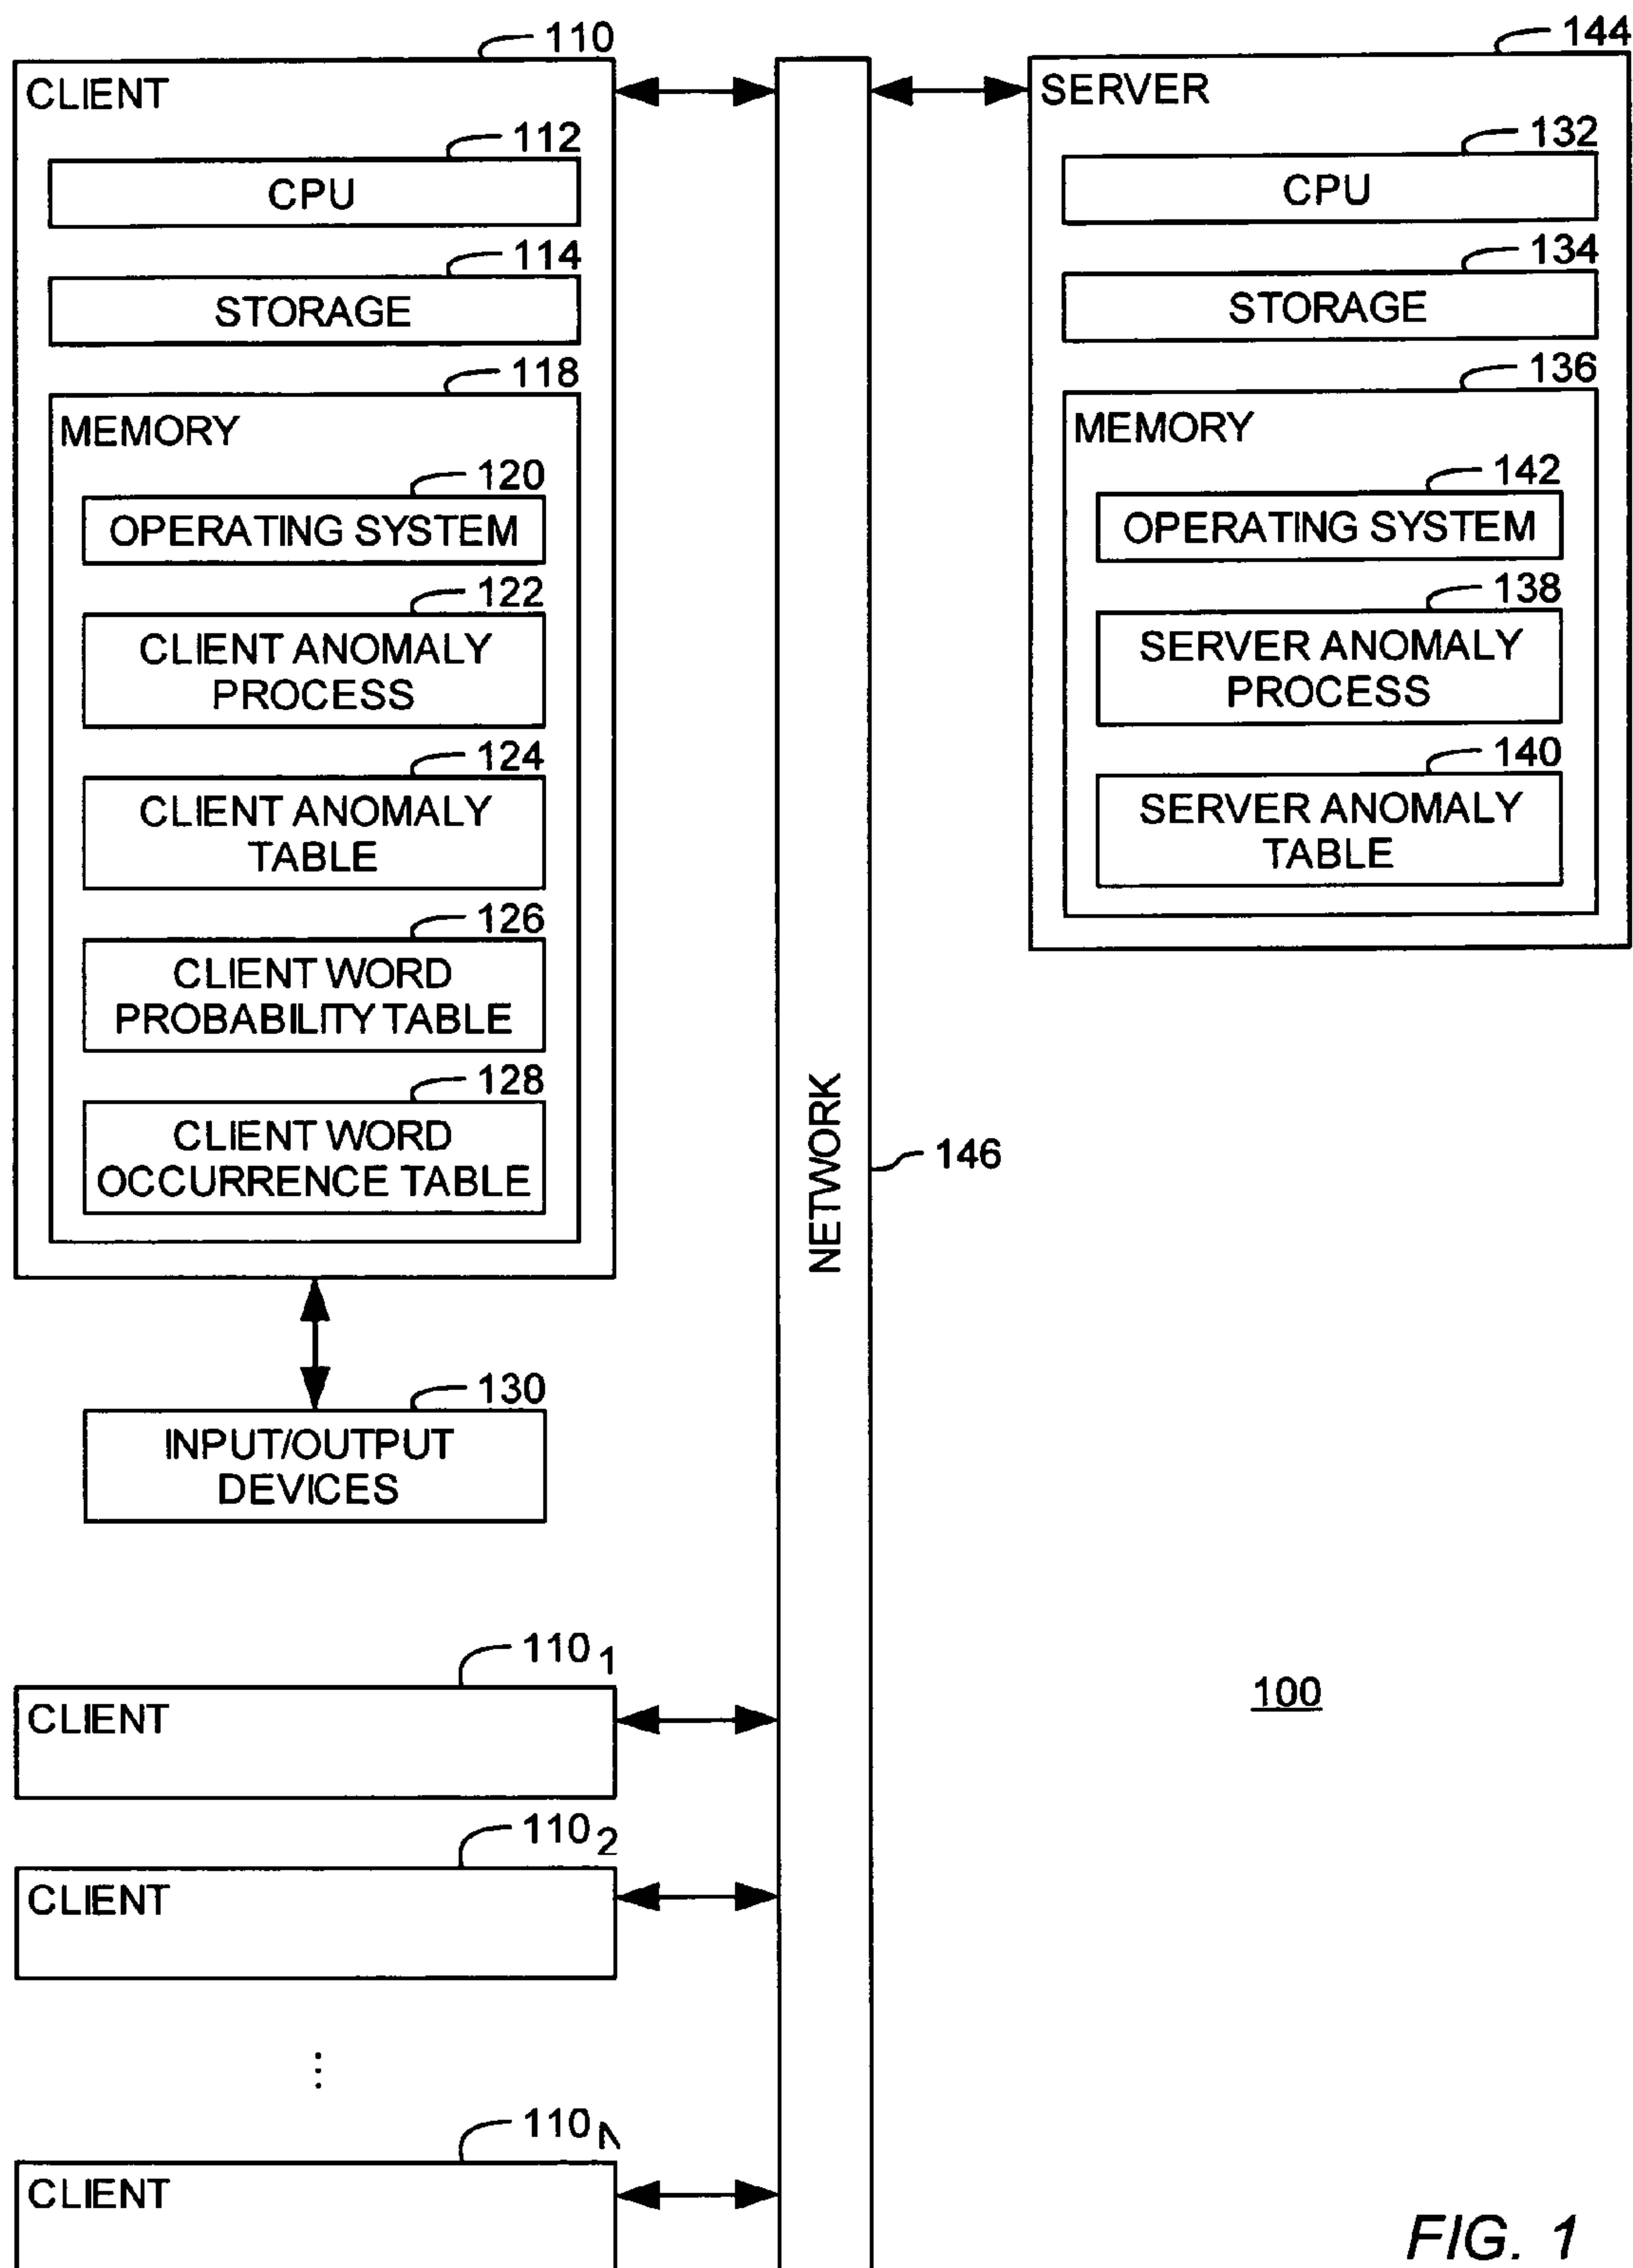 110
CLIENT
112
CPU
114
STORAGE
118
MEMORY
120
OPERATING SYSTEM
122
CLIENT ANOMALY
PROCESS
124
CLIENT ANOMALY
TABLE
126
CLIENT WORD
PROBABILITY TABLE
128
CLIENT WORD
OCCURRENCE TABLE
130
INPUT/OUTPUT
DEVICES
NETWORK
146
144
SERVER
132
CPU
134
STORAGE
136
MEMORY
142
OPERATING SYSTEM
138
SERVER ANOMALY
PROCESS
140
SERVER ANOMALY
TABLE
110 1
CLIENT
110 2
CLIENT
⋮
110
CLIENT
100
FIG. 1